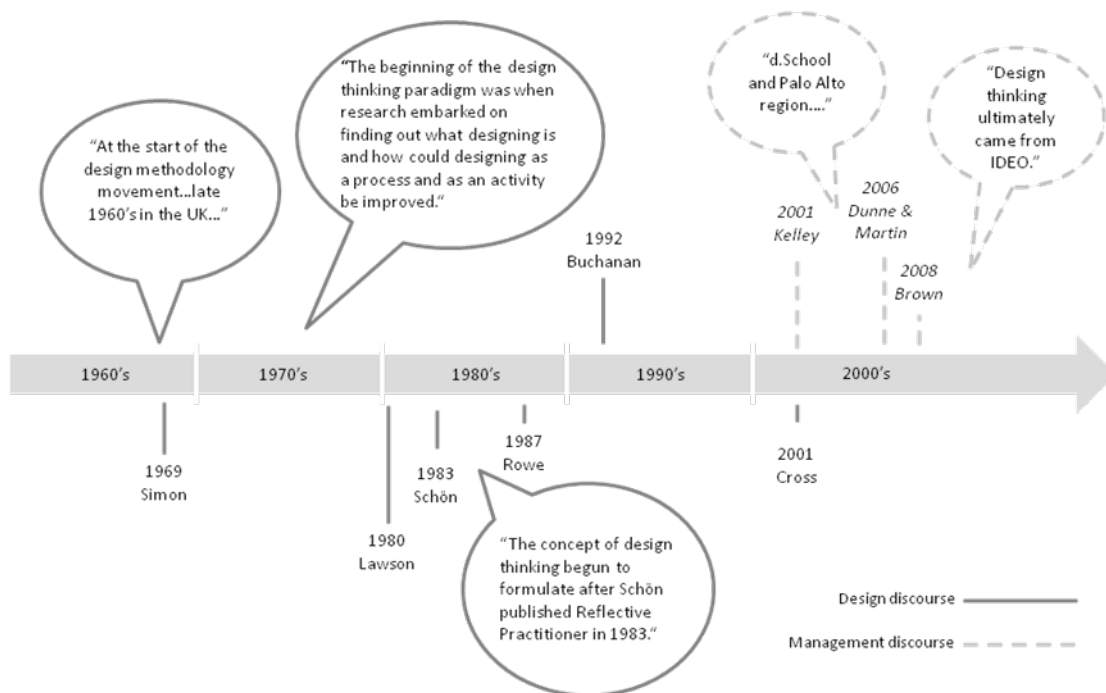 “At the start of the
design methodology
movement...late
1960’s in the UK...”
“The beginning of the design
thinking paradigm was when
research embarked on
finding out what designing is
and how could designing as
a process and as an activity
be improved.“
“d.School
and Palo Alto
region....”
“Design
thinking
ultimately
came from
IDEO.”
1992
Buchanan
2001
Kelley
2006
Dunne &
Martin
2008
Brown
1960’s
1970’s
1980’s
1990’s
2000’s
1969
Simon
1980
Lawson
1983
Schön
1987
Rowe
2001
Cross
“The concept of design
thinking begun to
formulate after Schön
published Reflective
Practitioner in 1983.“
Design discourse
Management discourse